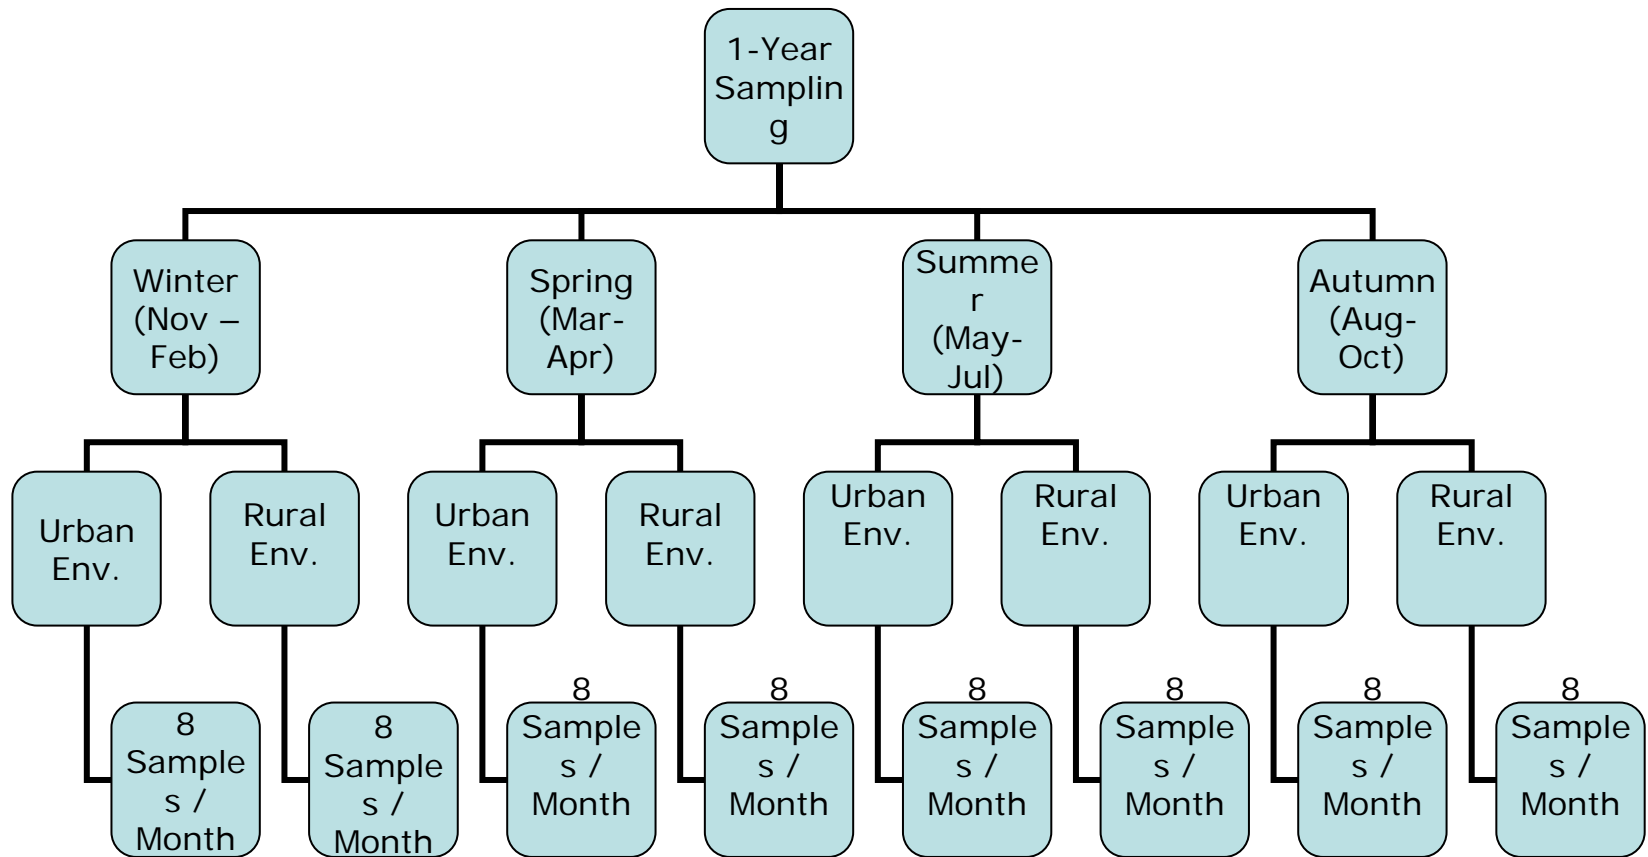 1-Year
Samplin
g
Winter
(Nov –
Feb)
Spring
(Mar-
Apr)
Summe
r
(May-
Jul)
Autumn
(Aug-
Oct)
Urban
Env.
Rural
Env.
Urban
Env.
Rural
Env.
Urban
Env.
Rural
Env.
Urban
Env.
Rural
Env.
8
Sample
s /
Month
8
Sample
s /
Month
8
Sample
s /
Month
8
Sample
s /
Month
8
Sample
s /
Month
8
Sample
s /
Month
8
Sample
s /
Month
8
Sample
s /
Month